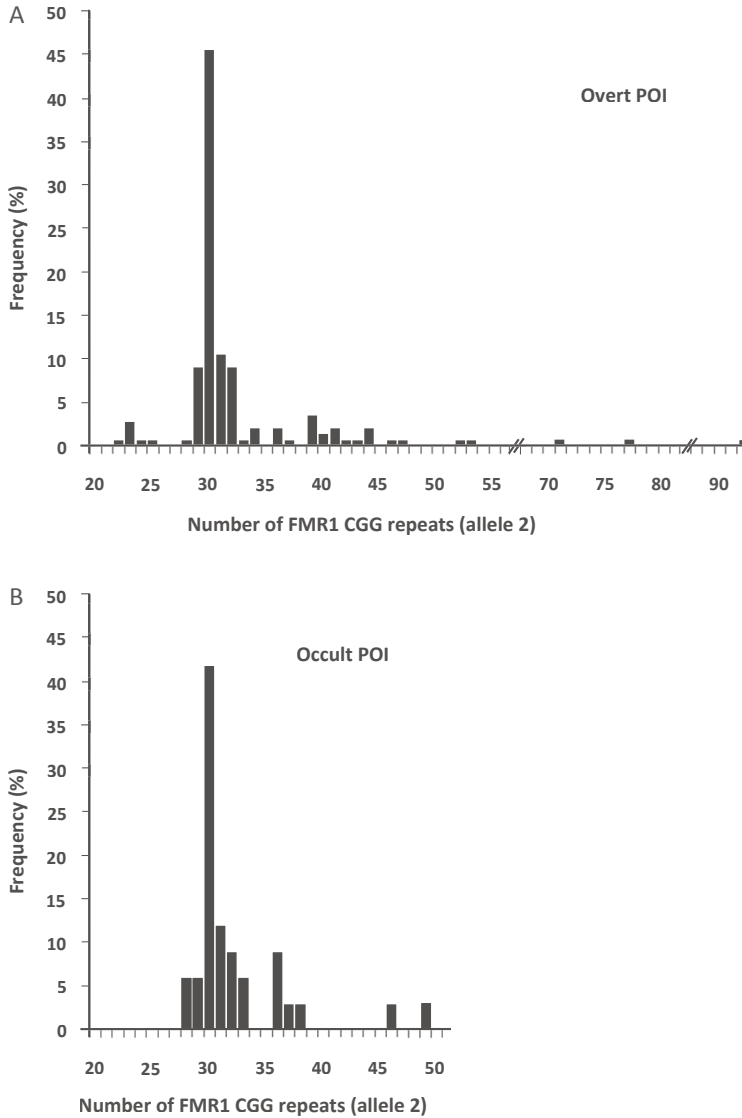 A
50
45
40
35
30
25
20
15
10
5
0
Frequency (%)
Overt POI
20 25 30 35 40 45 50 55 70 75 80 90
Number of FMR1 CGG repeats (allele 2)
B
50
45
40
35
30
25
20
15
10
5
0
Frequency (%)
Occult POI
20 25 30 35 40 45 50
Number of FMR1 CGG repeats (allele 2)